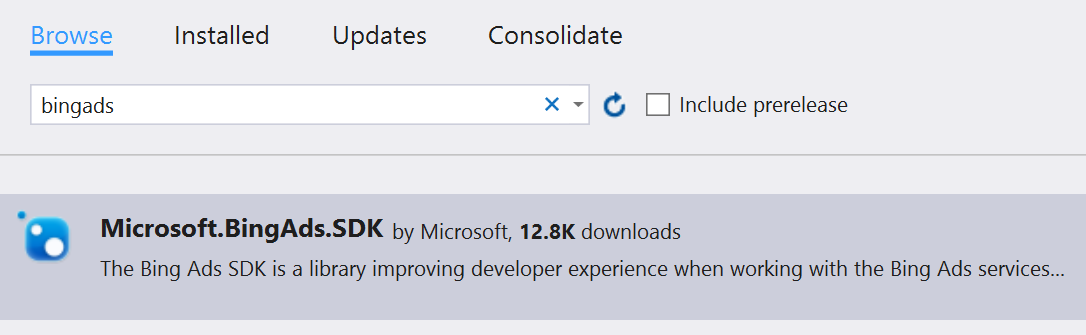 Browse Installed Updates Consolidate
bingads Include prerelease
Microsoft.BingAds.SDK by Microsoft, 12.8K downloads
The Bing Ads SDK is a library improving developer experience when working with the Bing Ads services...